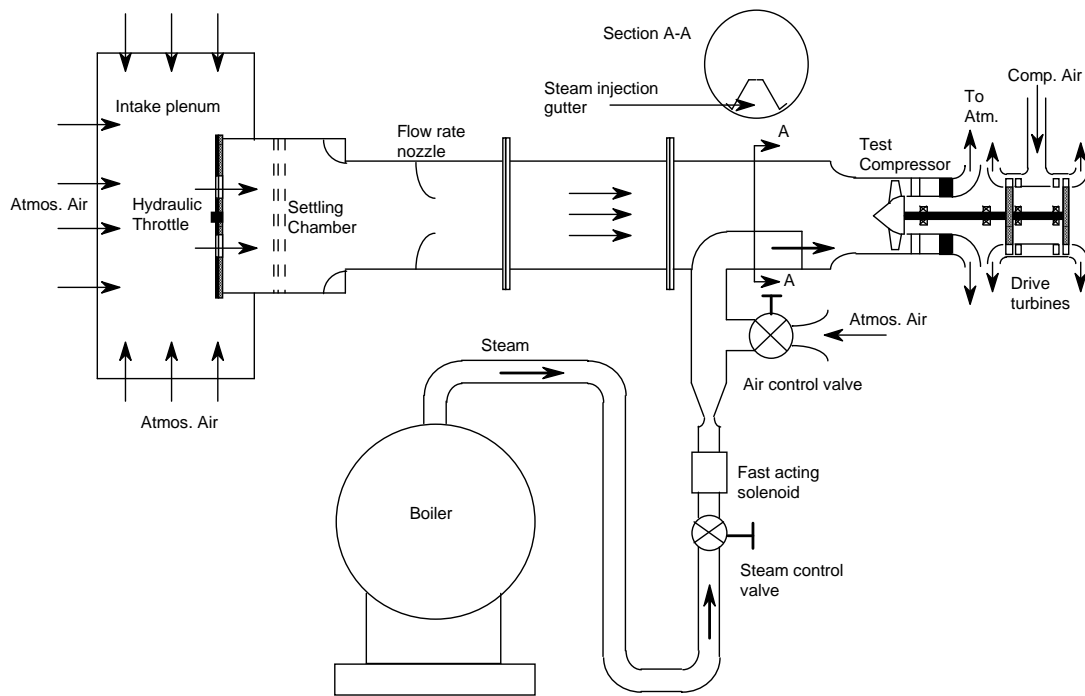 Section A-A
Steam injection
gutter
Comp. Air
To
Atm.
Intake plenum
Flow rate
nozzle
A
Test
Compressor
Atmos. Air
Hydraulic
Throttle
Settling
Chamber
A
Drive
turbines
Atmos. Air
Steam
Air control valve
Atmos. Air
Fast acting
solenoid
Boiler
Steam control
valve